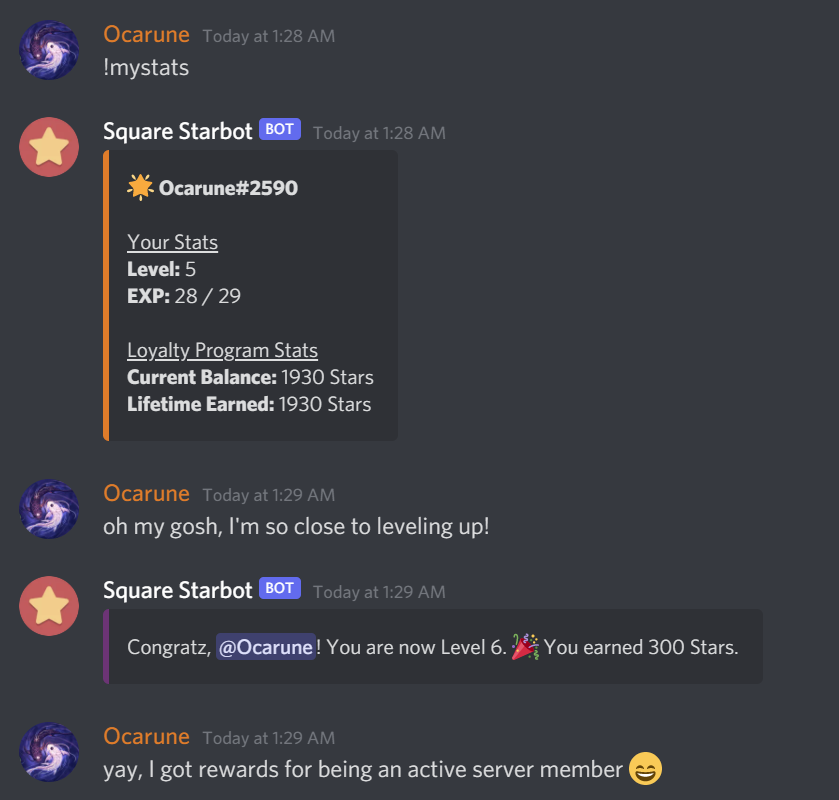 Ocarune Today at 1:28 AM
!mystats
Square Starbot BOT Today at 1:28 AM
🌟 Ocarune#2590
Your Stats
Level: 5
EXP: 28 / 29
Loyalty Program Stats
Current Balance: 1930 Stars
Lifetime Earned: 1930 Stars
Ocarune Today at 1:29 AM
oh my gosh, I'm so close to leveling up!
Square Starbot BOT Today at 1:29 AM
Congratz, @Ocarune! You are now Level 6. 🎉 You earned 300 Stars.
Ocarune Today at 1:29 AM
yay, I got rewards for being an active server member 😄